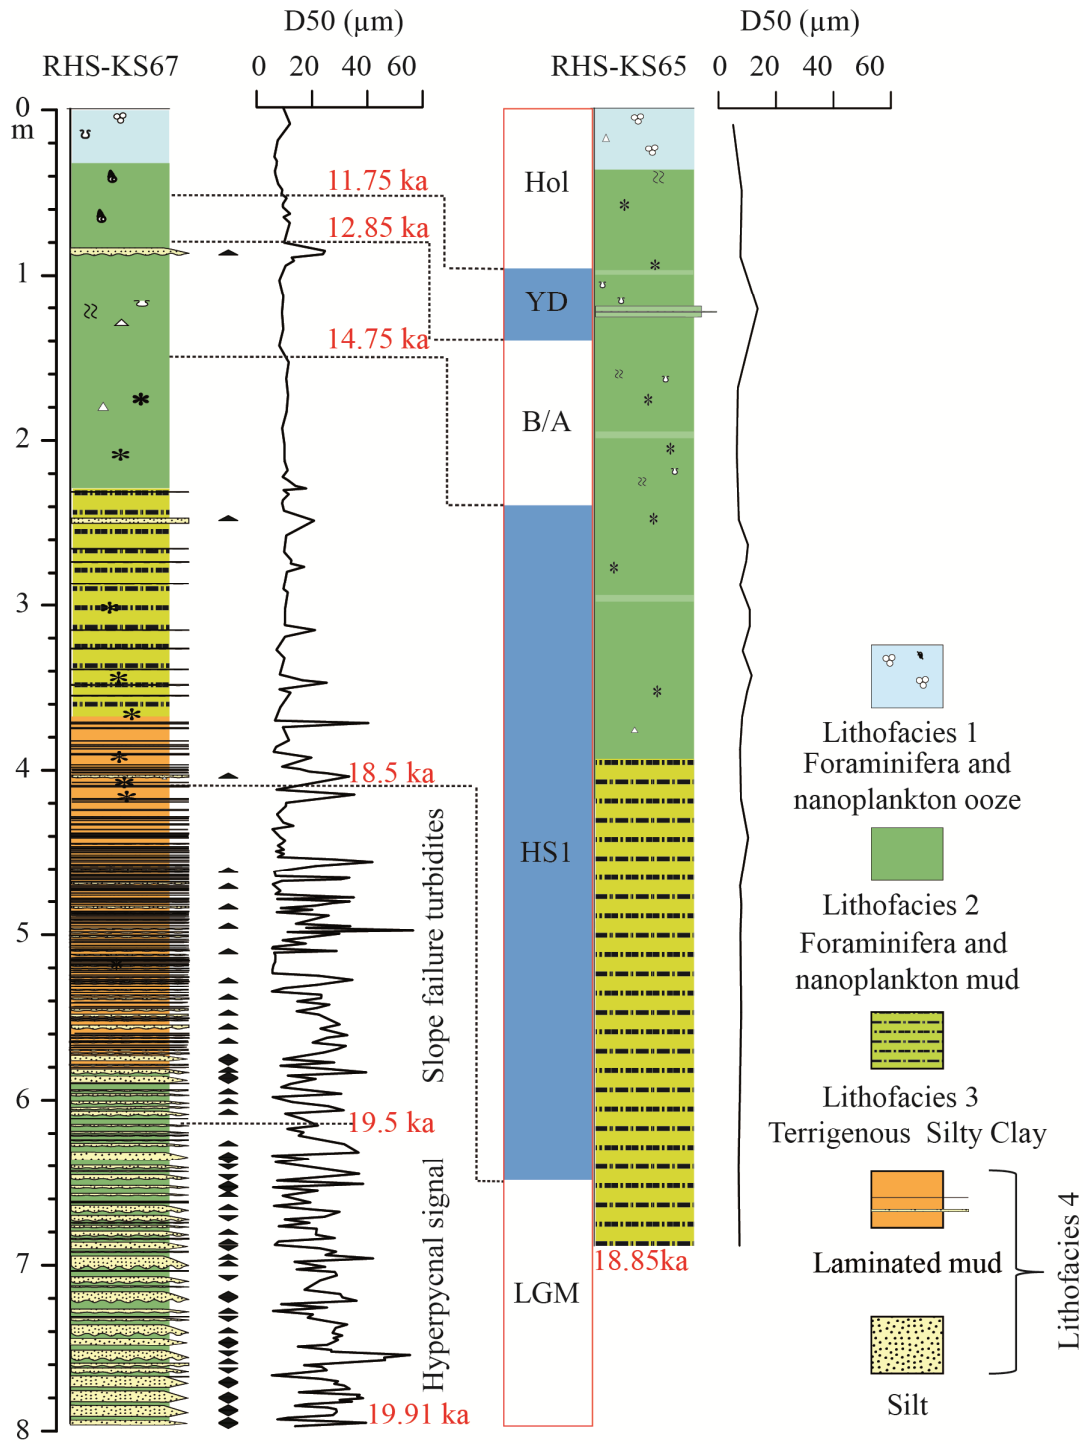 D50 (µm)
D50 (µm)
RHS-KS67
RHS-KS65
0 20 40 60
0 20 40 60
0
m
1
2
3
4
5
6
7
8
11.75 ka
12.85 ka
14.75 ka
18.5 ka
19.5 ka
19.91 ka
Slope failure turbidites
Hyperpycnal signal
Hol
YD
B/A
HS1
LGM
18.85ka
Lithofacies 1
Foraminifera and
nanoplankton ooze
Lithofacies 2
Foraminifera and
nanoplankton mud
Lithofacies 3
Terrigenous Silty Clay
Laminated mud
Silt
Lithofacies 4